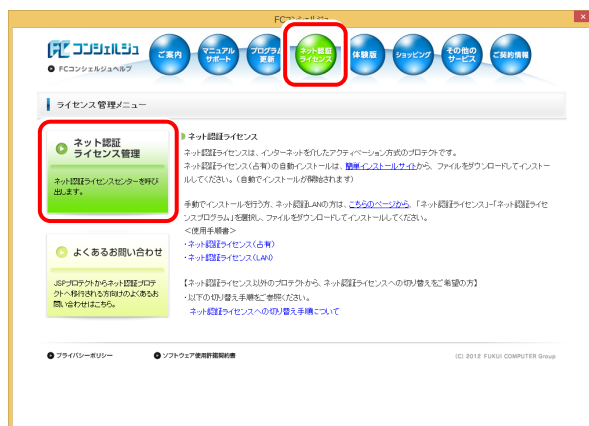 FCコンシェルジュ
FC コンシェルジュ
FCコンシェルジュヘルプ
ご案内
マニュアル
サポート
プログラム
更新
ネット認証
ライセンス
体験版
ショッピング
その他の
サービス
ご契約情報
ライセンス管理メニュー
ネット認証
ライセンス管理
ネット認証ライセンスセンターを呼び
出します。
よくあるお問い合わせ
JSPプロテクトからネット認証プロテ
クトへ移行される方向けのよくあるお
問い合わせはこちら。
ネット認証ライセンス
ネット認証ライセンスは、インターネットを介したアクティベーション方式のプロテクトです。
ネット認証ライセンス(占有)の自動インストールは、簡単インストールサイトから、ファイルをダウンロードしてインストー
ルしてください。(自動でインストールが開始されます)
手動でインストールを行う方、ネット認証LANの方は、こちらのページから、「ネット認証ライセンス」-「ネット認証ライセ
ンスプログラム」を選択し、ファイルをダウンロードしてインストールしてください。
<使用手順書>
・ネット認証ライセンス(占有)
・ネット認証ライセンス(LAN)
【ネット認証ライセンス以外のプロテクトから、ネット認証ライセンスへの切り替えをご希望の方】
・以下の切り替え手順をご参照ください。
ネット認証ライセンスへの切り替え手順について
プライバシーポリシー
ソフトウェア使用許諾契約書
(C) 2012 FUKUI COMPUTER Group